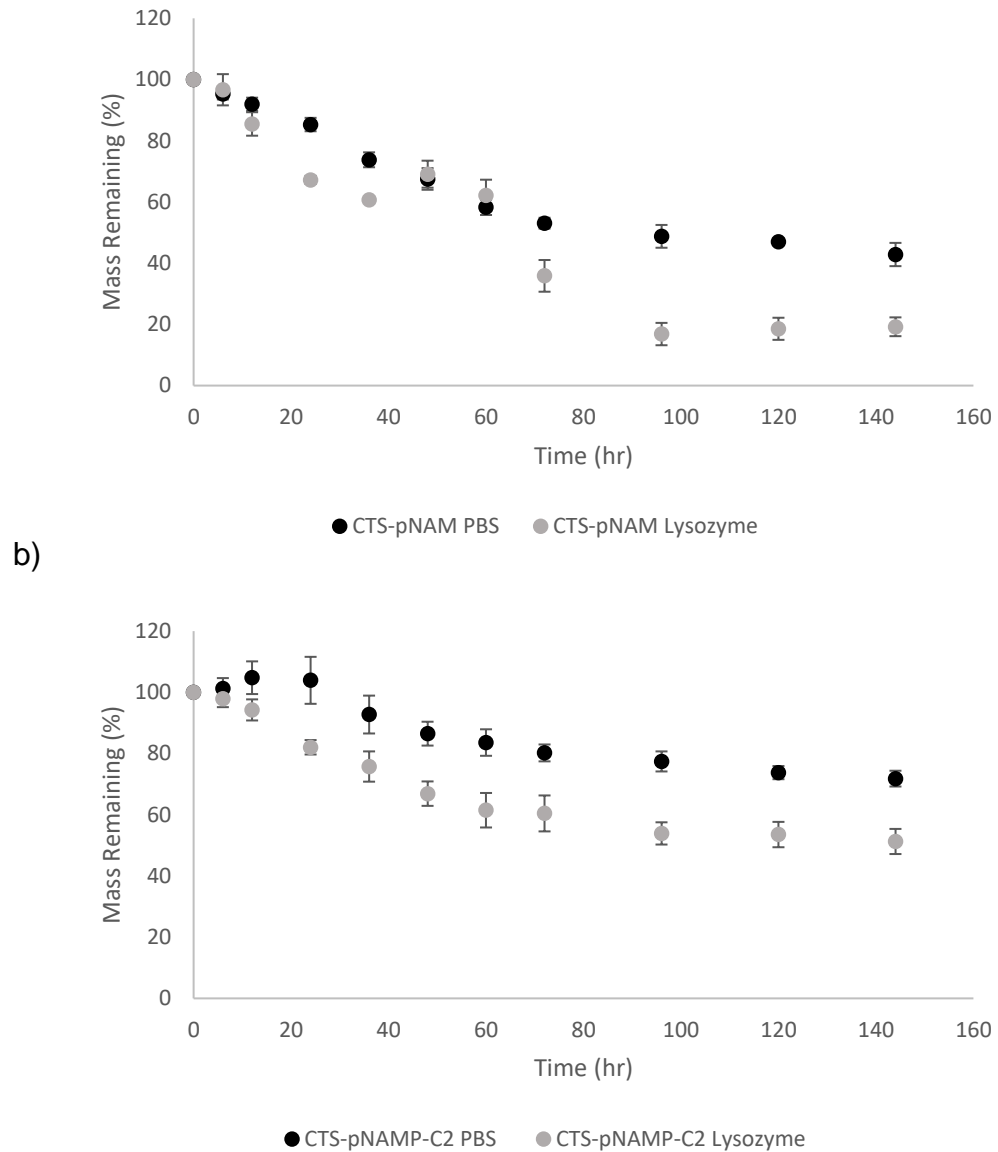 120
100
80
60
40
20
0
Mass Remaining (%)
0 20 40 60 80 100 120 140 160
Time (hr)
CTS-pNAM PBS CTS-pNAM Lysozyme
b)
120
100
80
60
40
20
0
Mass Remaining (%)
0 20 40 60 80 100 120 140 160
Time (hr)
CTS-pNAMP-C2 PBS CTS-pNAMP-C2 Lysozyme